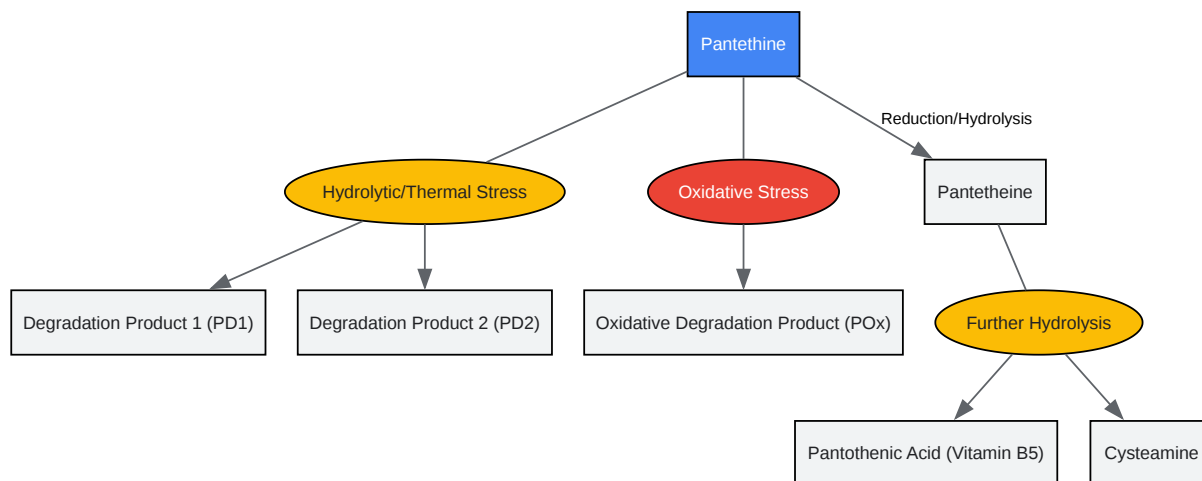 Pantethine
Reduction/Hydrolysis
Hydrolytic/Thermal Stress
Oxidative Stress
Pantetheine
Degradation Product 1 (PD1)
Degradation Product 2 (PD2)
Oxidative Degradation Product (POx)
Further Hydrolysis
Pantothenic Acid (Vitamin B5)
Cysteamine